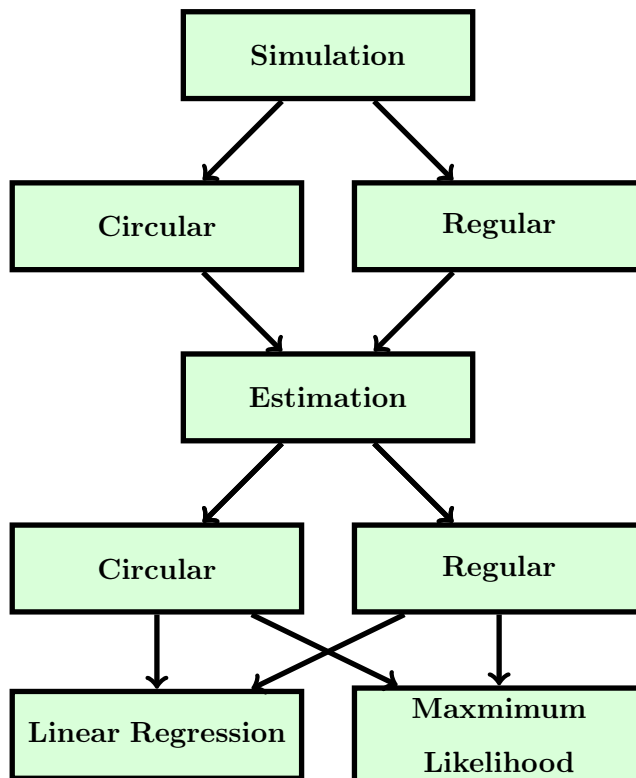 Simulation
Circular
Regular
Estimation
Circular
Regular
Linear Regression
Maxmimum
Likelihood